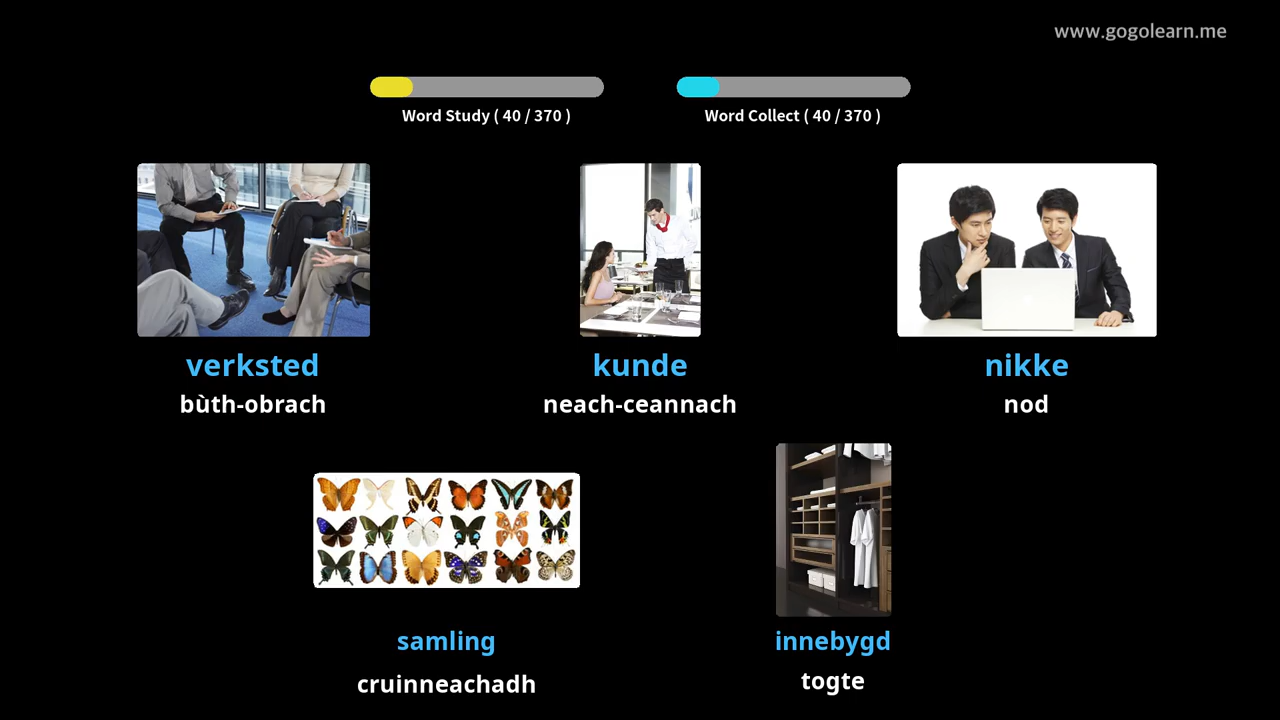 www.gogolearn.me
Word Study ( 40 / 370 )
Word Collect ( 40 / 370 )
verksted
bùth-obrach
kunde
neach-ceannach
nikke
nod
samling
cruinneachadh
innebygd
togte